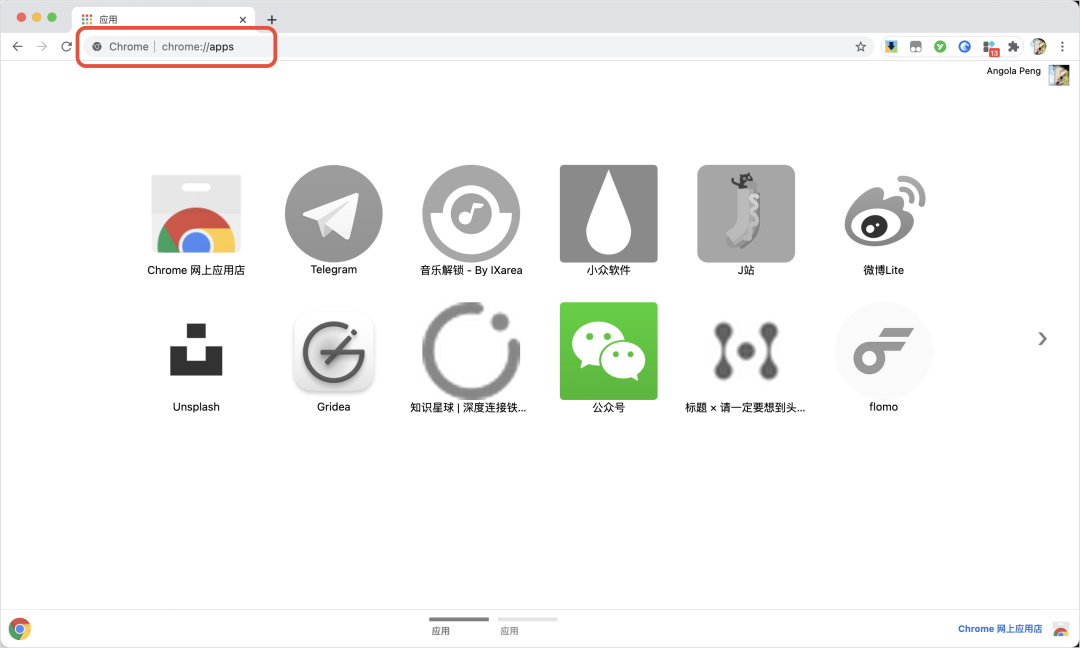 应用
Chrome | chrome://apps
13
Angola Peng
Chrome 网上应用店
Telegram
音乐解锁 - By IXarea
小众软件
J站
微博Lite
Unsplash
Gridea
知识星球 | 深度连接铁...
公众号
标题 × 请一定要想到头...
flomo
应用
应用
Chrome 网上应用店